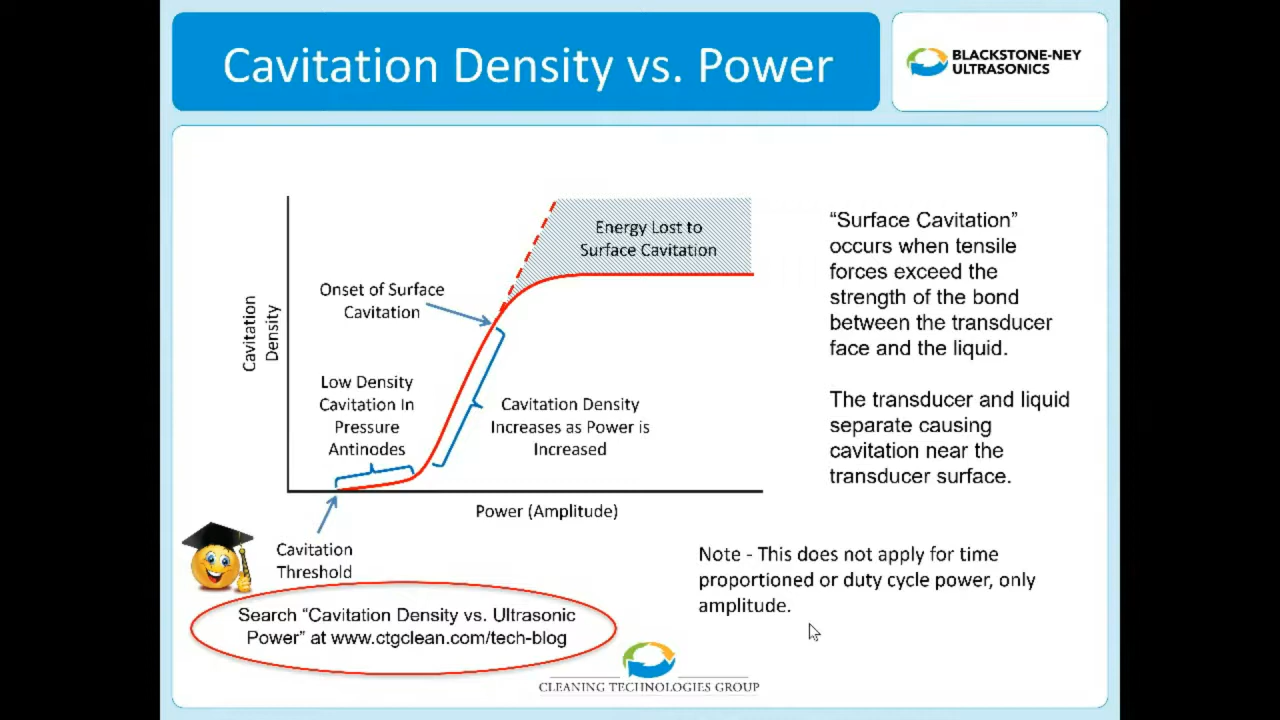 Cavitation Density vs. Power
BLACKSTONE-NEY
ULTRASONICS
Energy Lost to
Surface Cavitation
Onset of Surface
Cavitation
Cavitation
Density
Low Density
Cavitation In
Pressure
Antinodes
Cavitation Density
Increases as Power is
Increased
Power (Amplitude)
Cavitation
Threshold
“Surface Cavitation”
occurs when tensile
forces exceed the
strength of the bond
between the transducer
face and the liquid.
The transducer and liquid
separate causing
cavitation near the
transducer surface.
Note - This does not apply for time
proportioned or duty cycle power, only
amplitude.
Search “Cavitation Density vs. Ultrasonic
Power” at www.ctgclean.com/tech-blog
CLEANING TECHNOLOGIES GROUP